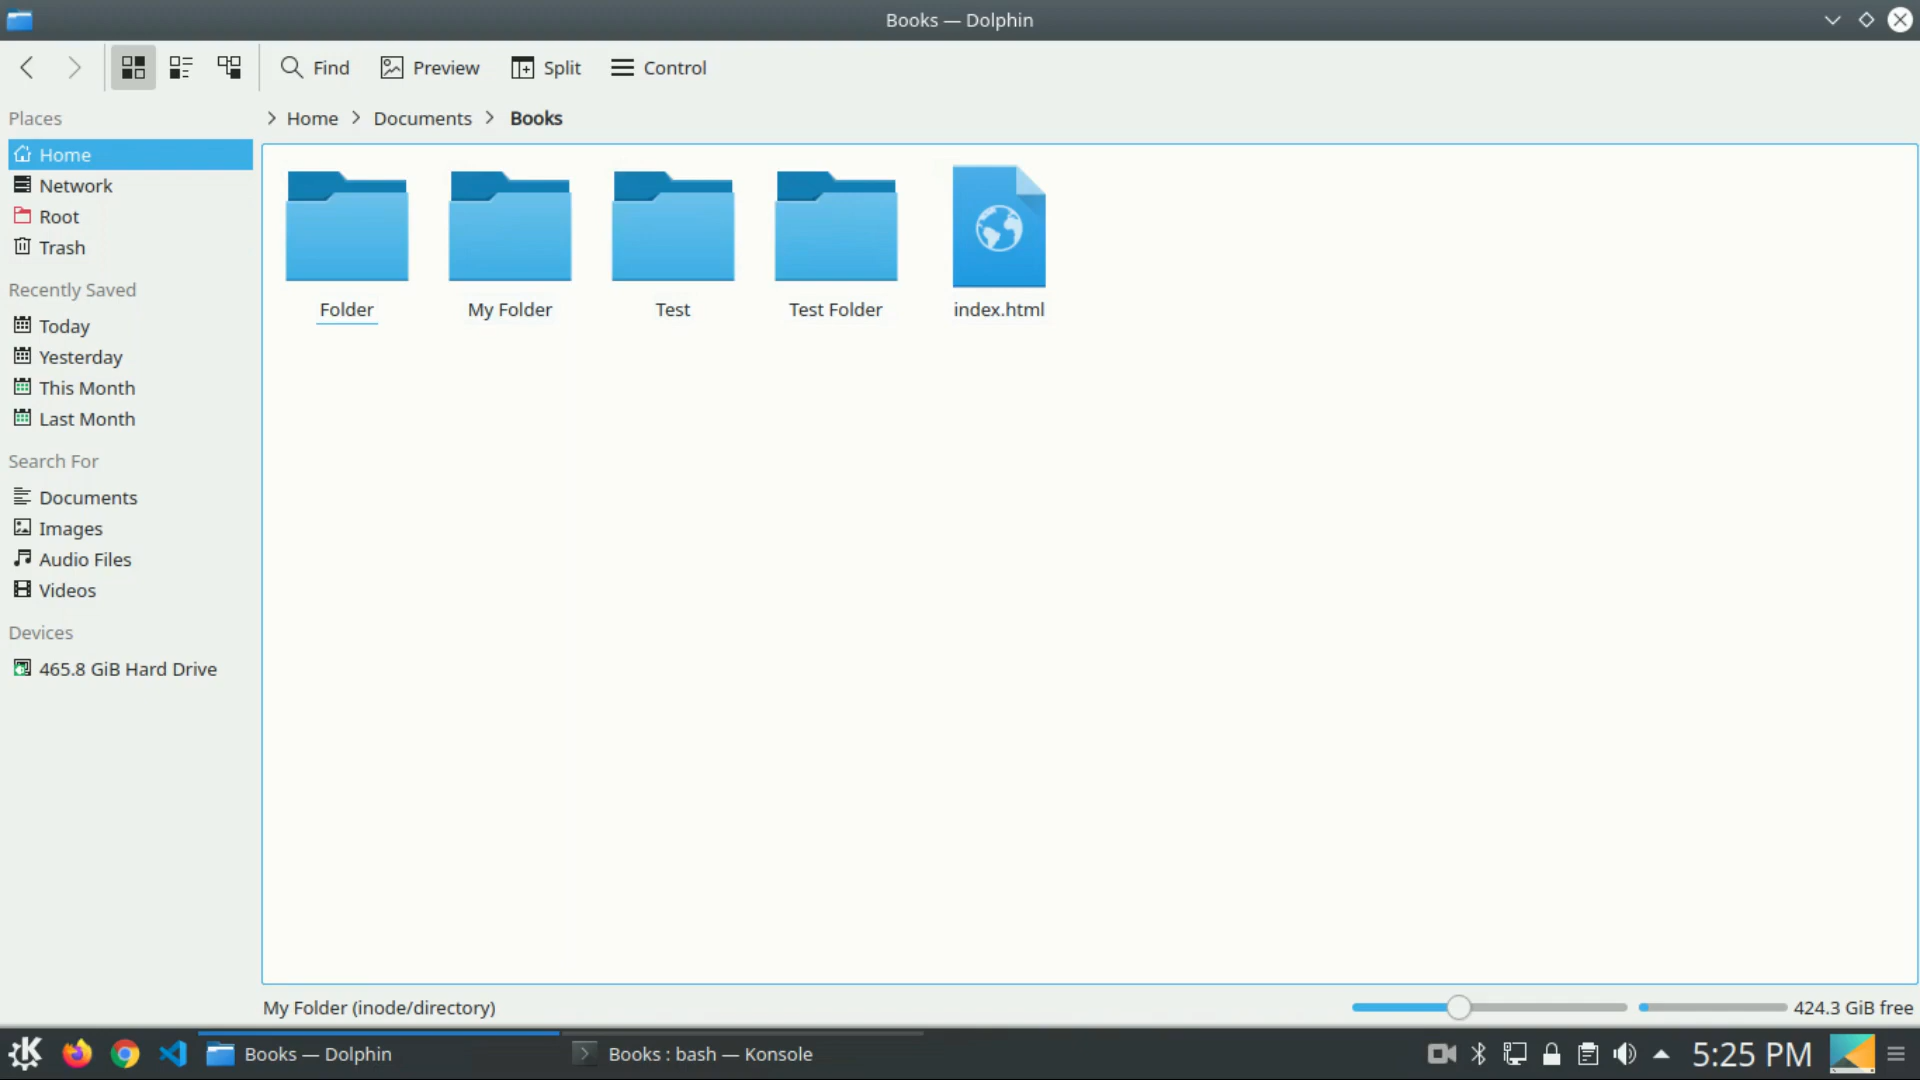 Books — Dolphin
Find
Preview
Split
Control
Places
Home
Network
Root
Trash
Recently Saved
Today
Yesterday
This Month
Last Month
Search For
Documents
Images
Audio Files
Videos
Devices
465.8 GiB Hard Drive
Home
Documents
Books
Folder
My Folder
Test
Test Folder
index.html
My Folder (inode/directory)
424.3 GiB free
Books — Dolphin
Books : bash — Konsole
5:25 PM